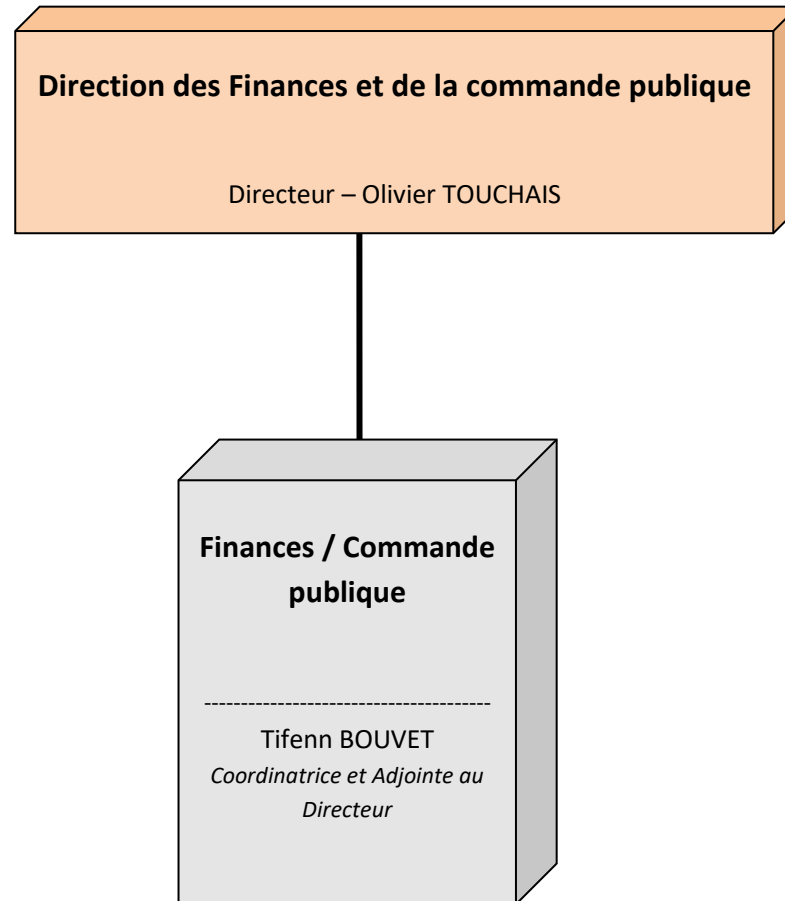 Direction des Finances et de la commande publique
Directeur – Olivier TOUCHAIS
Finances / Commande
publique
---------------------------------------
Tifenn BOUVET
Coordinatrice et Adjointe au
Directeur